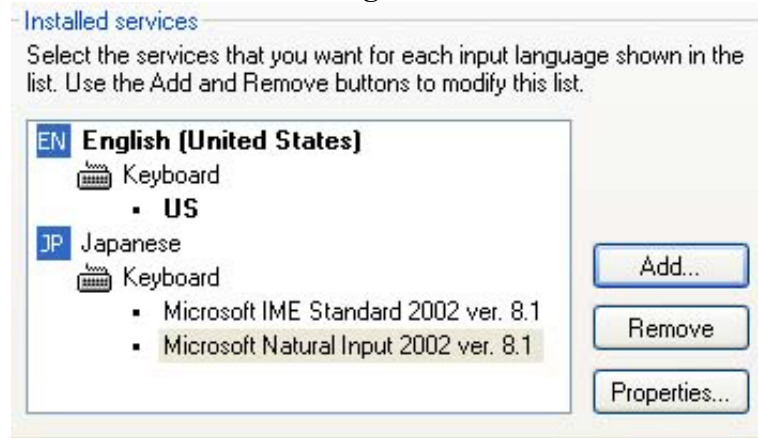 Installed services
Select the services that you want for each input language shown in the
list. Use the Add and Remove buttons to modify this list.
EN English (United States)
Keyboard
▪ US
JP Japanese
Keyboard
▪ Microsoft IME Standard 2002 ver. 8.1
▪ Microsoft Natural Input 2002 ver. 8.1
Add...
Remove
Properties...